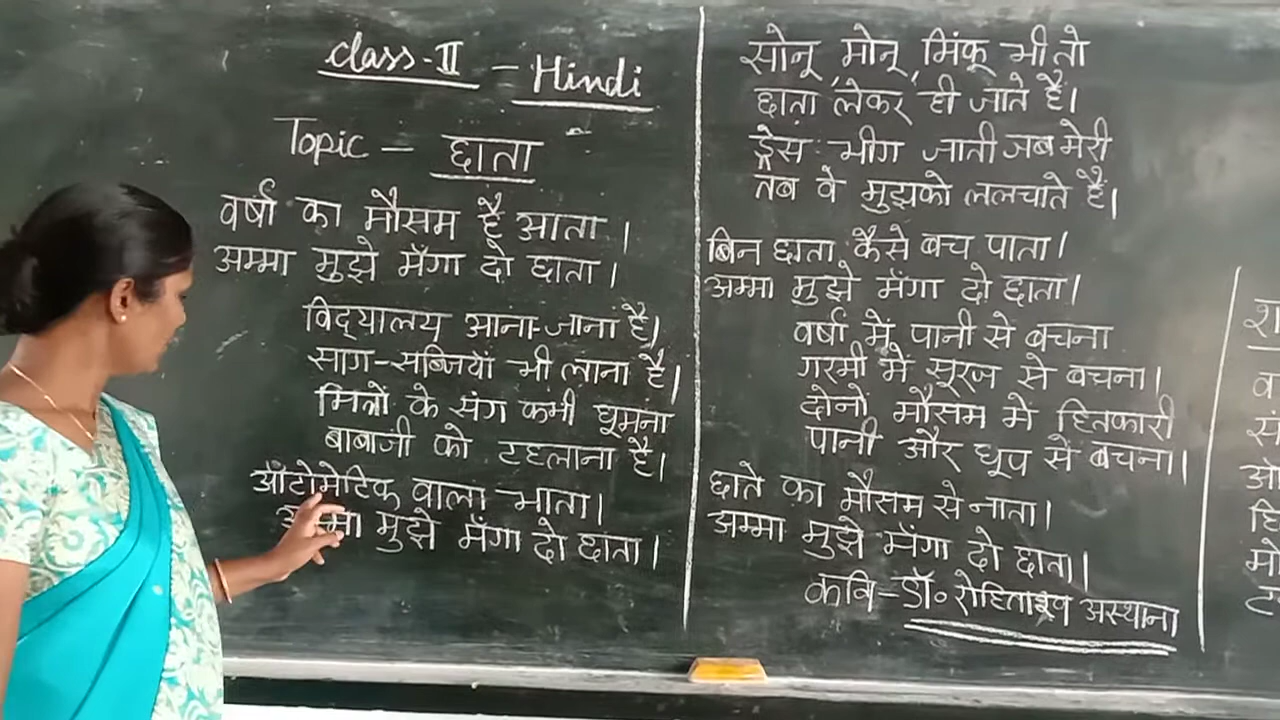 class-II - Hindi
Topic - छाता
वर्षा का मौसम है आता ।
अम्मा मुझे मँगा दो छाता ।
विद्यालय आना-जाना है।
साग-सब्जियाँ भी लाना है।
मित्रों के संग कभी घूमना
बाबाजी को टहलाना है।
ऑटोमेटिक वाला भाता।
अम्मा मुझे मँगा दो छाता ।
सोनू, मोनू, मिंकू भी तो
छाता लेकर ही जाते हैं।
ड्रेस भीग जाती जब मेरी
तब वे मुझको ललचाते हैं।
बिन छाता कैसे बच पाता।
अम्मा मुझे मँगा दो छाता।
वर्षा में पानी से बचना
गरमी में सूरज से बचना।
दोनों मौसम में हितकारी
पानी और धूप से बचना।
छाते का मौसम से नाता।
अम्मा मुझे मँगा दो छाता।
कवि-डॉ॰ रोहिताश्व अस्थाना